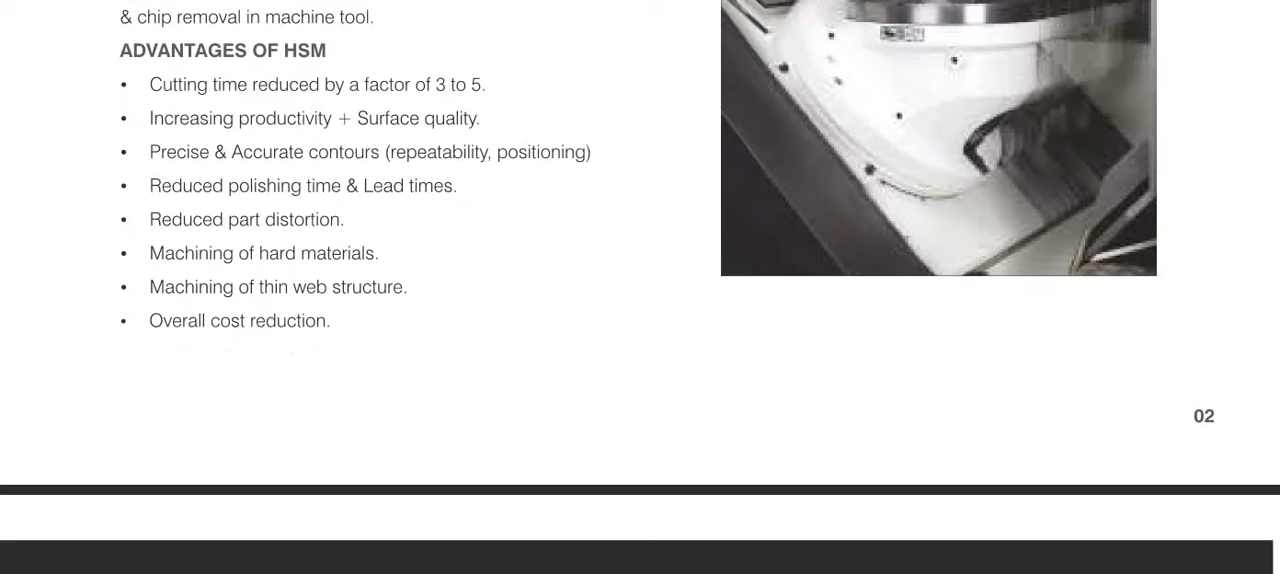 & chip removal in machine tool.
ADVANTAGES OF HSM
• Cutting time reduced by a factor of 3 to 5.
• Increasing productivity + Surface quality.
• Precise & Accurate contours (repeatability, positioning)
• Reduced polishing time & Lead times.
• Reduced part distortion.
• Machining of hard materials.
• Machining of thin web structure.
• Overall cost reduction.
02